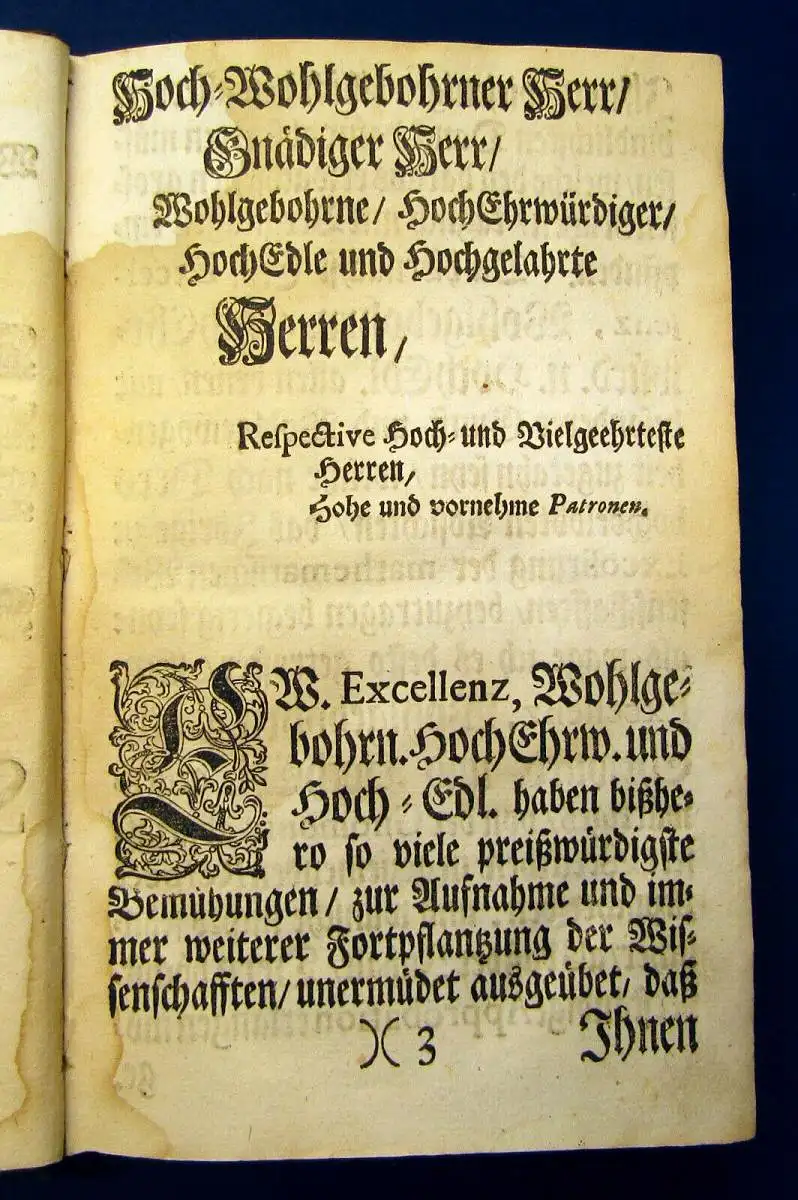 Hoch-Wohlgebohrner Herr/
Gnädiger Herr/
Wohlgebohrne/ HochEhrwürdiger/
HochEdle und Hochgelahrte
Herren,
Respective Hoch- und Vielgeehrteste
Herren,
Hohe und vornehme Patronen.
EW. Excellenz, Wohlge-
bohrn. HochEhrw. und
Hoch-Edl. haben bißhe-
ro so viele preißwürdigste
Bemühungen/ zur Aufnahme und im-
mer weiterer Fortpflantzung der Wis-
senschafften/ unermüdet ausgeübet, daß
)( 3 Ihnen